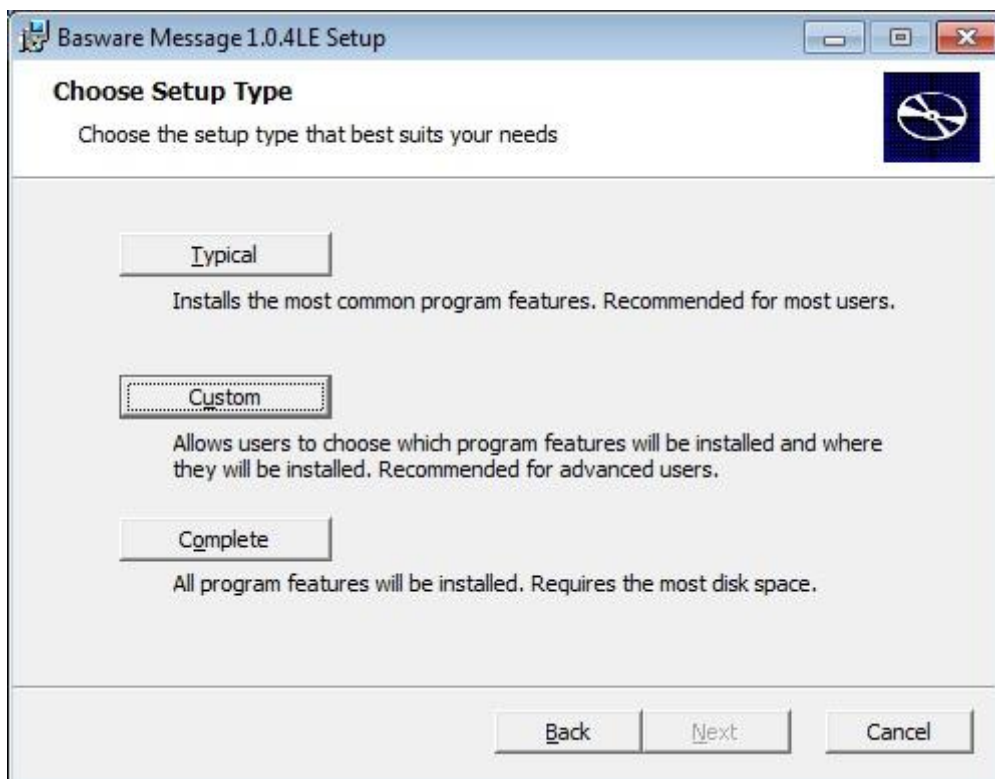 Basware Message 1.0.4LE Setup
Choose Setup Type
Choose the setup type that best suits your needs
Typical
Installs the most common program features. Recommended for most users.
Custom
Allows users to choose which program features will be installed and where
they will be installed. Recommended for advanced users.
Complete
All program features will be installed. Requires the most disk space.
Back Next Cancel